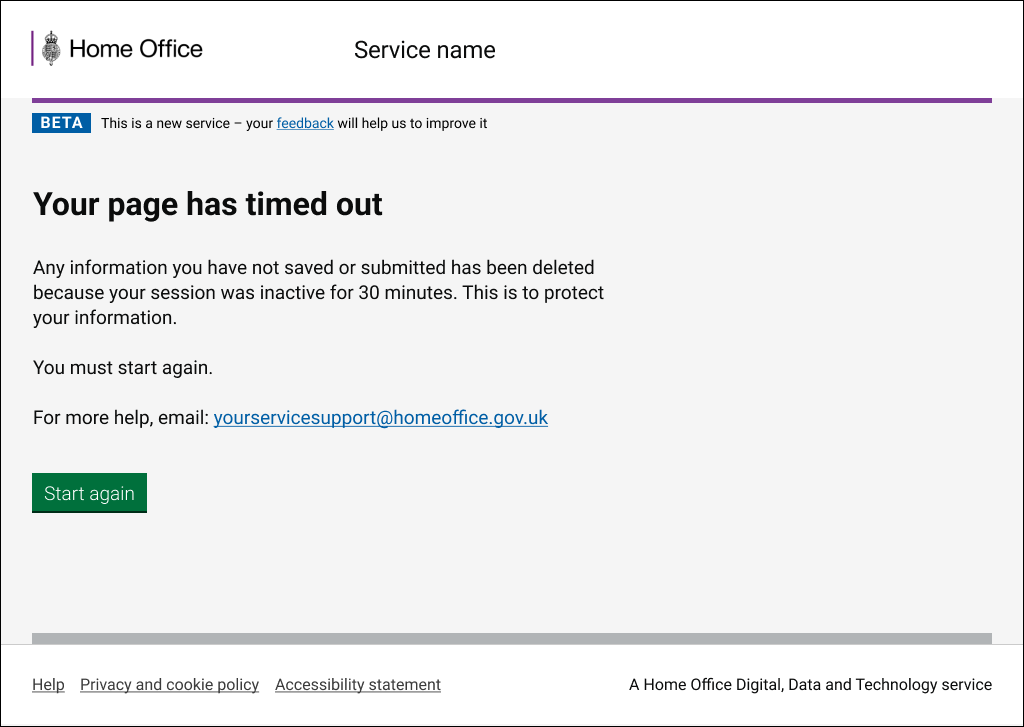 Home Office
Service name
BETA This is a new service – your feedback will help us to improve it
Your page has timed out
Any information you have not saved or submitted has been deleted
because your session was inactive for 30 minutes. This is to protect
your information.
You must start again.
For more help, email: yourservicesupport@homeoffice.gov.uk
Start again
Help Privacy and cookie policy Accessibility statement
A Home Office Digital, Data and Technology service